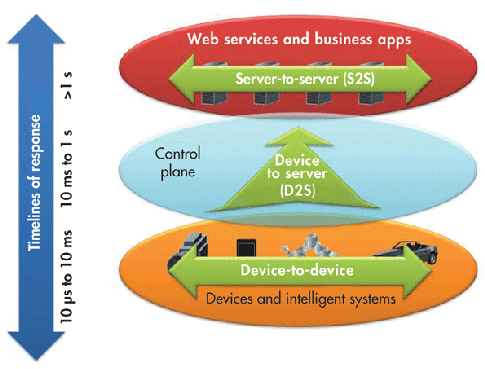 Web services and business apps
Server-to-server (S2S)
Control
plane
Device
to server
(D2S)
Device-to-device
Devices and intelligent systems
Timelines of response
>1 s
10 ms to 1 s
10 µs to 10 ms